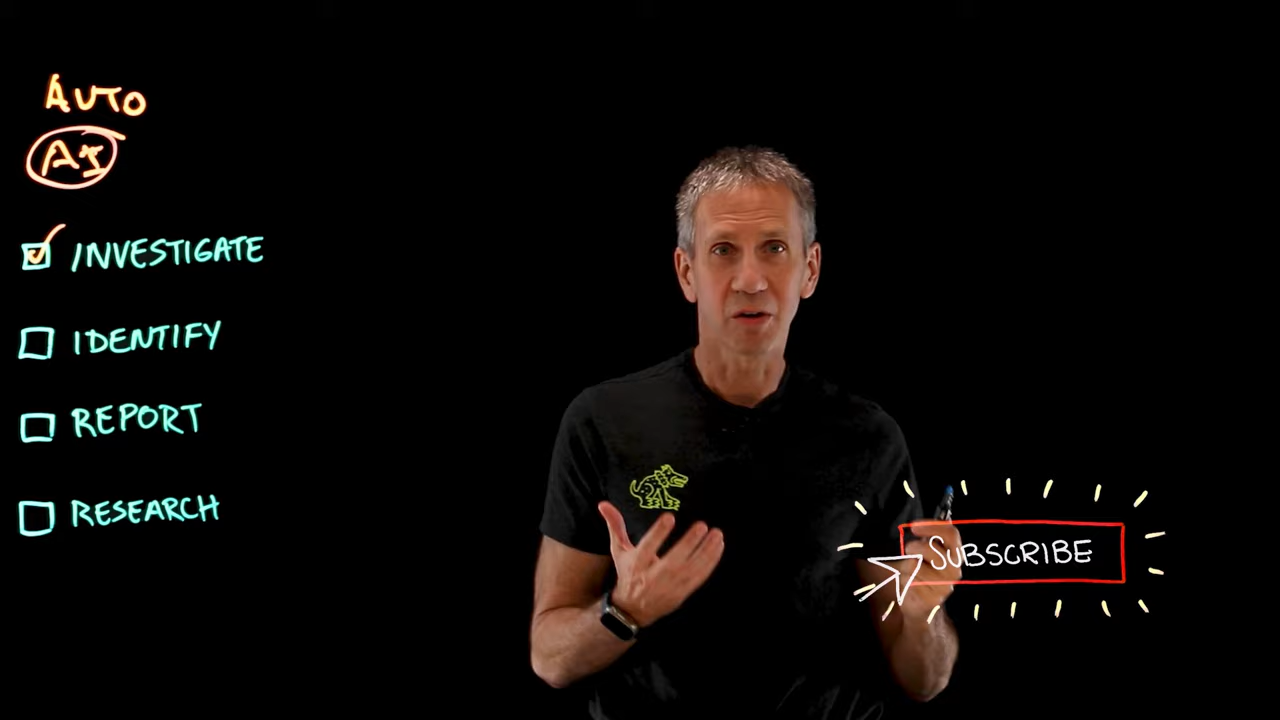 AUTO
AI
INVESTIGATE
IDENTIFY
REPORT
RESEARCH
SUBSCRIBE